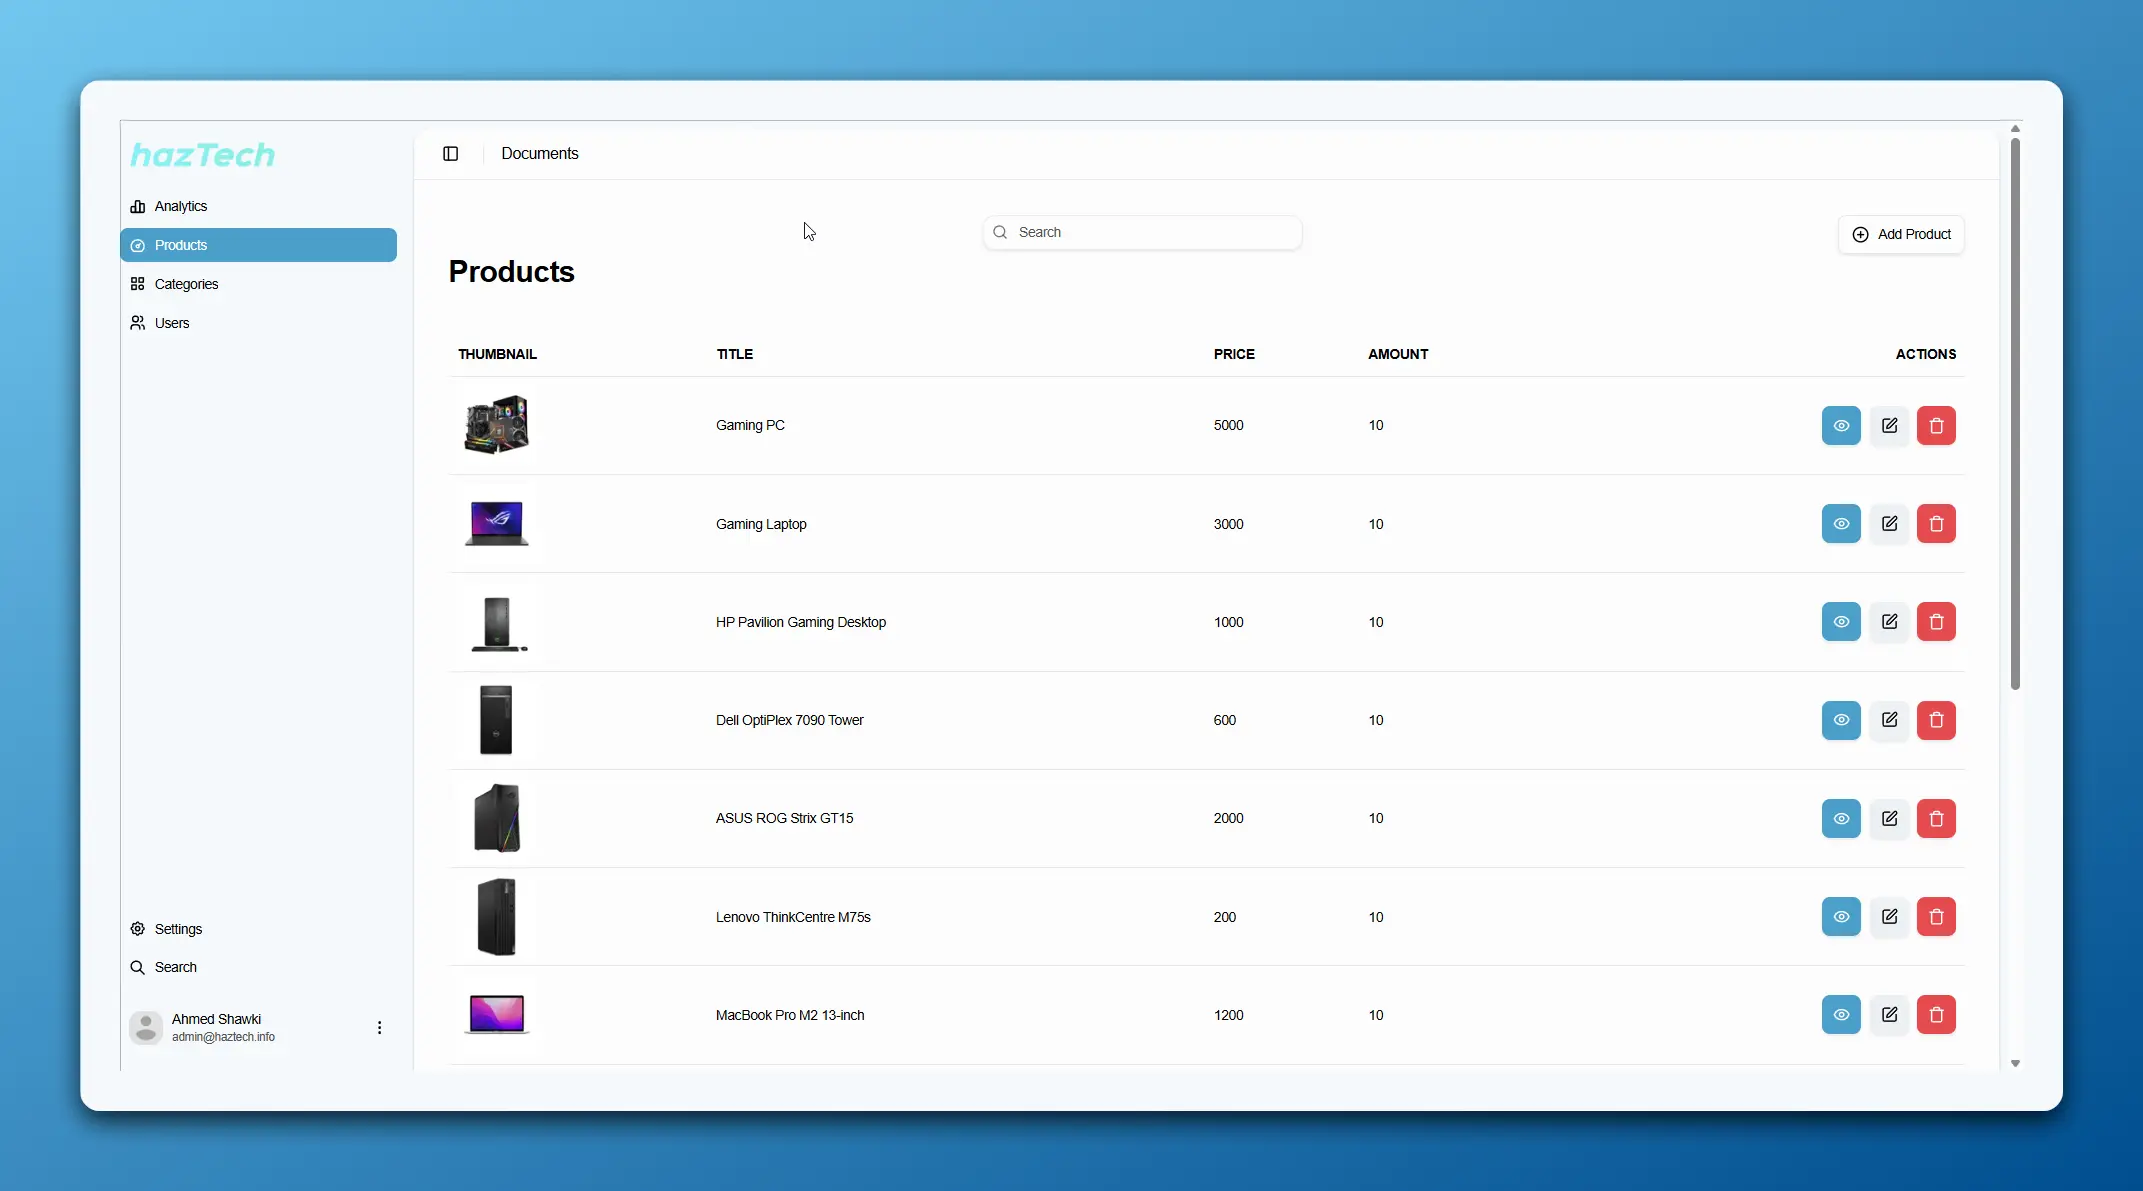 hazTech
Analytics
Products
Categories
Users
Settings
Search
Ahmed Shawki
admin@haztech.info
Documents
Search
Add Product
Products
THUMBNAIL TITLE PRICE AMOUNT ACTIONS
Gaming PC 5000 10
Gaming Laptop 3000 10
HP Pavilion Gaming Desktop 1000 10
Dell OptiPlex 7090 Tower 600 10
ASUS ROG Strix GT15 2000 10
Lenovo ThinkCentre M75s 200 10
MacBook Pro M2 13-inch 1200 10